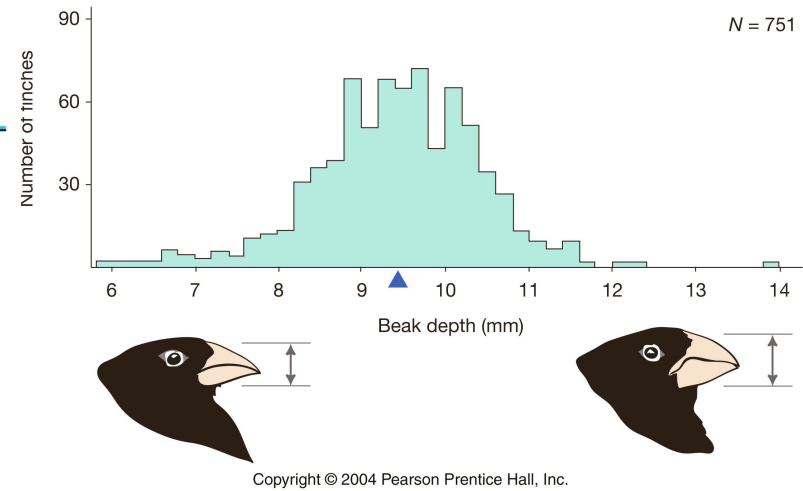 90
N = 751
60
30
Number of finches
6 7 8 9 10 11 12 13 14
Beak depth (mm)
Copyright © 2004 Pearson Prentice Hall, Inc.